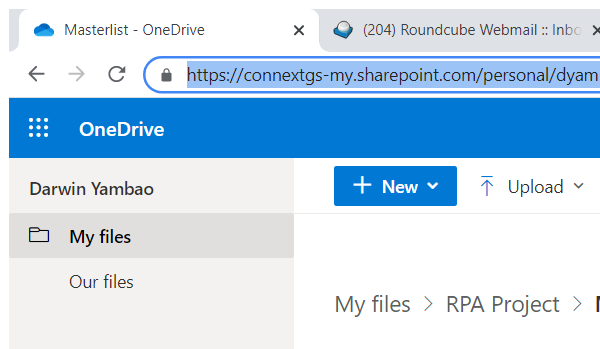 Masterlist - OneDrive
(204) Roundcube Webmail :: Inbo
https://connextgs-my.sharepoint.com/personal/dyam
OneDrive
Darwin Yambao
New
Upload
My files
Our files
My files > RPA Project >